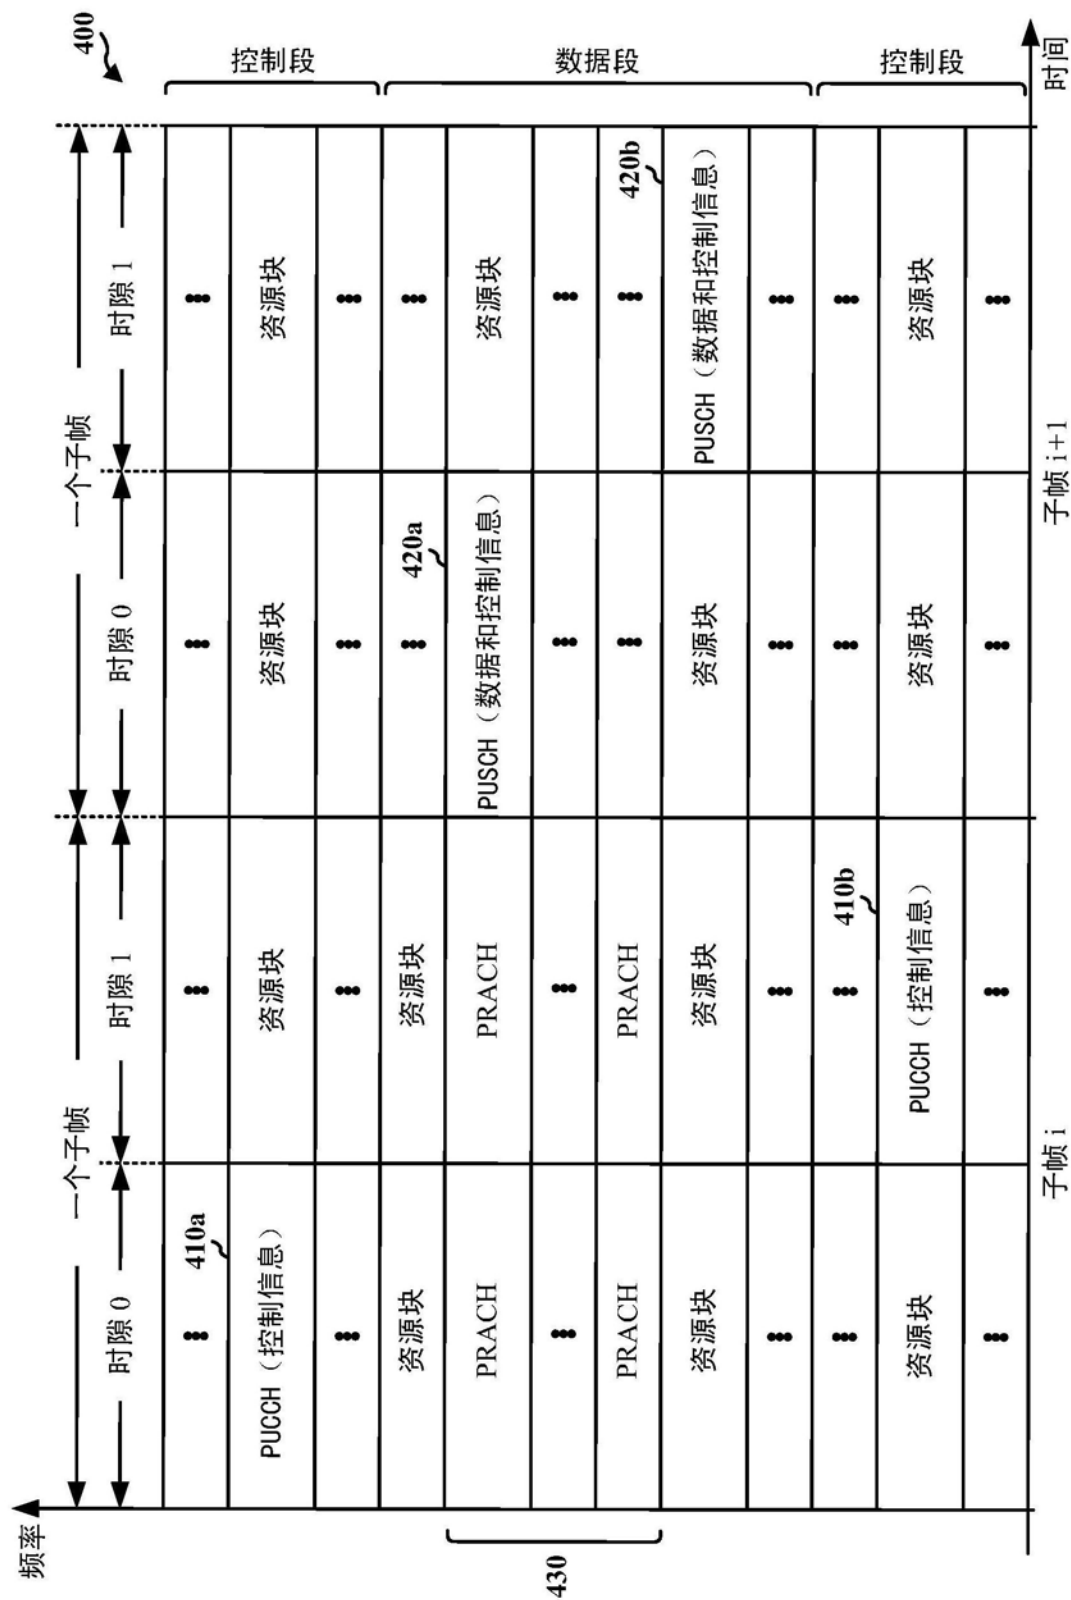 400
频率
一个子帧
一个子帧
时隙 0
时隙 1
时隙 0
时隙 1
410a
PUCCH（控制信息）
资源块
资源块
资源块
控制段
资源块
资源块
420a
PRACH
PRACH
PUSCH（数据和控制信息）
资源块
数据段
430
PRACH
PRACH
420b
资源块
资源块
资源块
PUSCH（数据和控制信息）
410b
资源块
PUCCH（控制信息）
资源块
资源块
控制段
子帧 i
子帧 i+1
时间